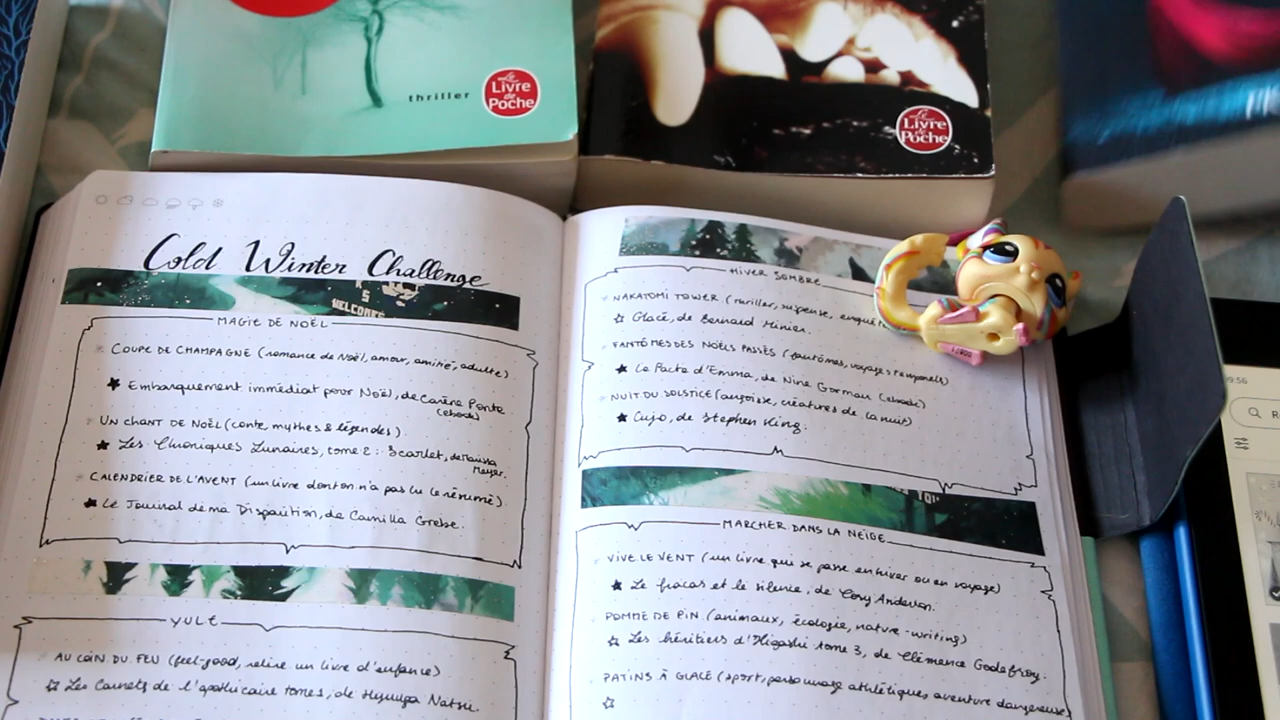 thriller
Le Livre de Poche
Le Livre de Poche
Cold Winter Challenge
WELCOME
MAGIE DE NOËL
COUPE DE CHAMPAGNE (romance de Noël, amour, amitié, adulte)
Embarquement immédiat pour Noël, de Carène Ponte
(ebook)
UN CHANT DE NOËL (conte, mythes & légendes)
Les Chroniques Lunaires, tome 2 : Scarlet, de Marissa
Meyer.
CALENDRIER DE L'AVENT (un livre dont on n'a pas lu le résumé)
Le Journal de ma Disparition, de Camilla Grebe.
YULE
AU COIN DU FEU (feel-good, relire un livre d'enfance)
Les Carnets de l'apothicaire tome 1, de Hyuuga Natsu.
HIVER SOMBRE
NAKATOMI TOWER (thriller, suspense, enquête
Glacé, de Bernard Minier.
FANTÔMES DES NOËLS PASSÉS (fantômes, voyages temporels)
Le Pacte d'Emma, de Nine Gorman (ebook)
NUIT DU SOLSTICE (angoisse, créatures de la nuit)
Cujo, de Stephen King.
MARCHER DANS LA NEIGE
VIVE LE VENT (un livre qui se passe en hiver ou en voyage)
Le fracas et le silence, de Cory Anderson.
POMME DE PIN (animaux, écologie, nature-writing)
Les héritiers d'Higashi tome 3, de Clémence Godefroy.
PATINS À GLACE (sport, personnage athlétiques, aventure dangereuse)